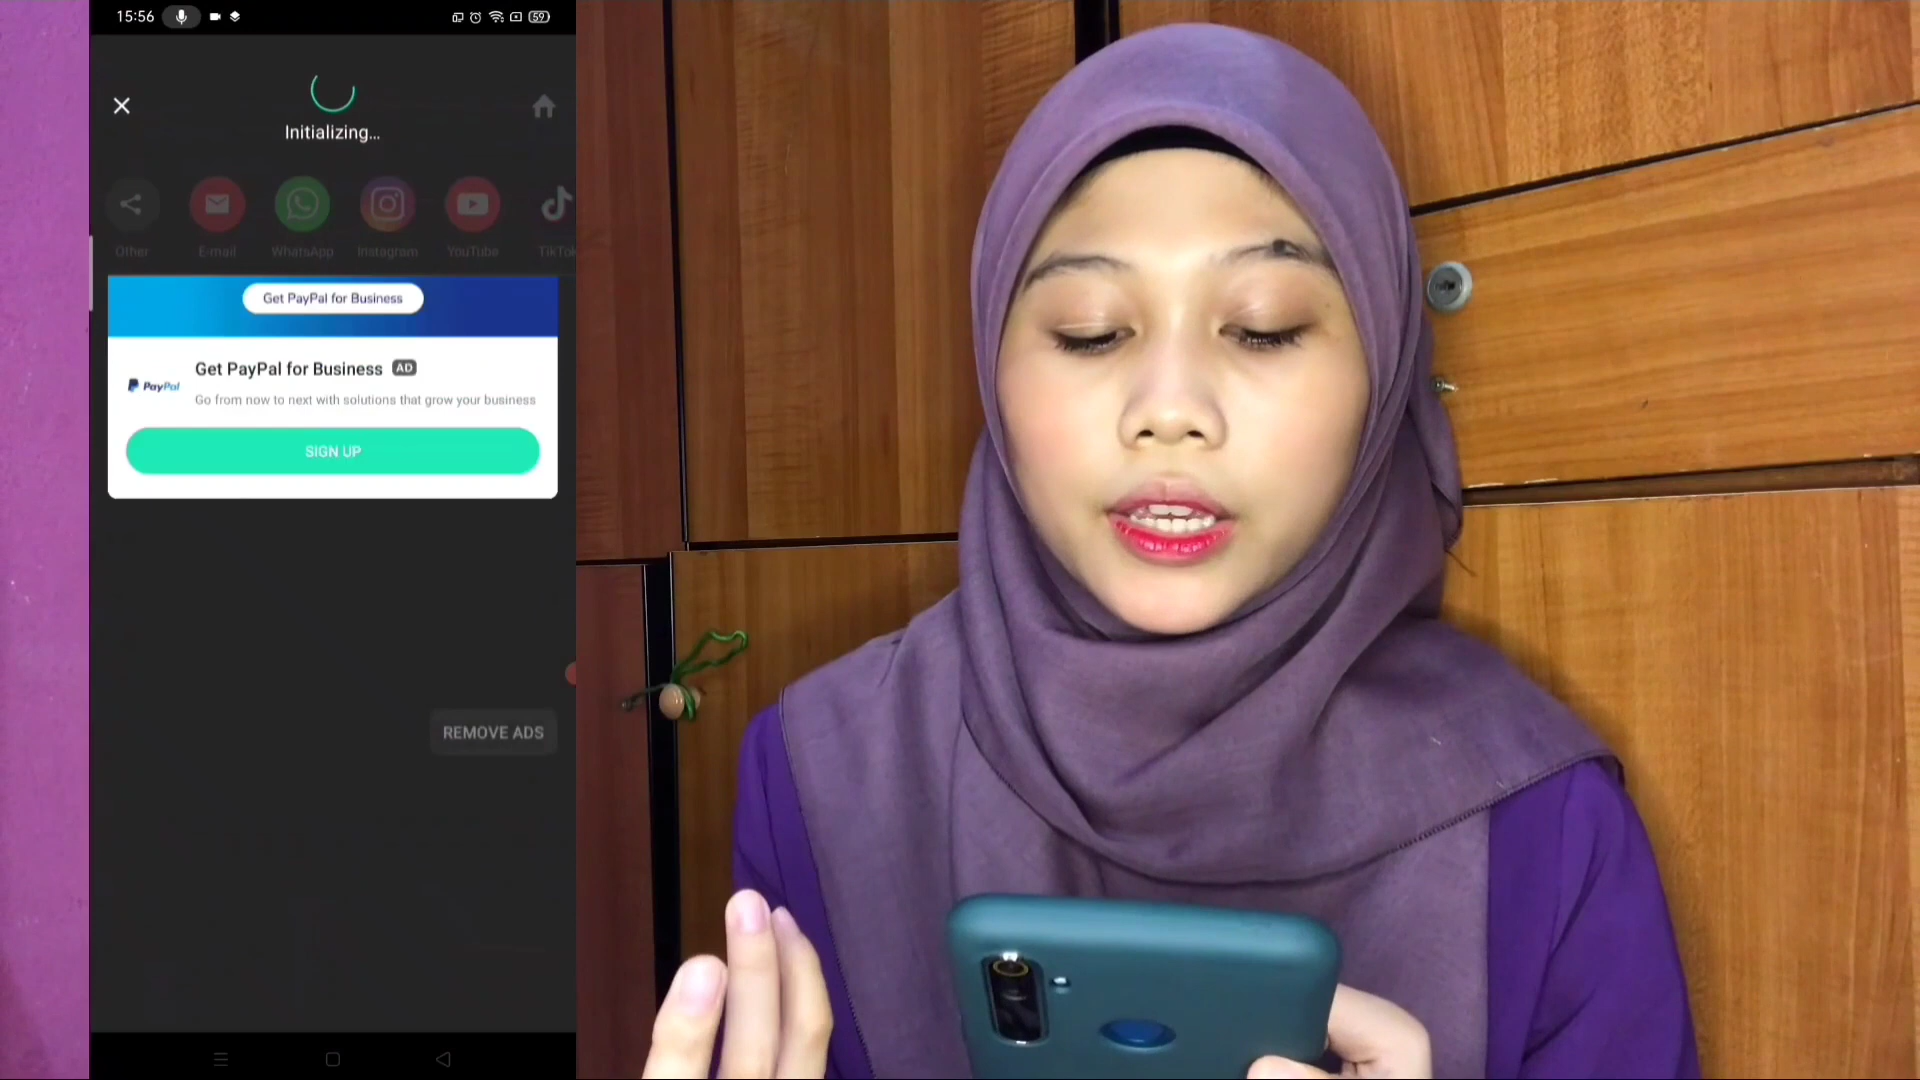 15:56
59
Initializing...
Other
E-mail
WhatsApp
Instagram
YouTube
TikTok
Get PayPal for Business
Get PayPal for Business AD
PayPal
Go from now to next with solutions that grow your business
SIGN UP
REMOVE ADS